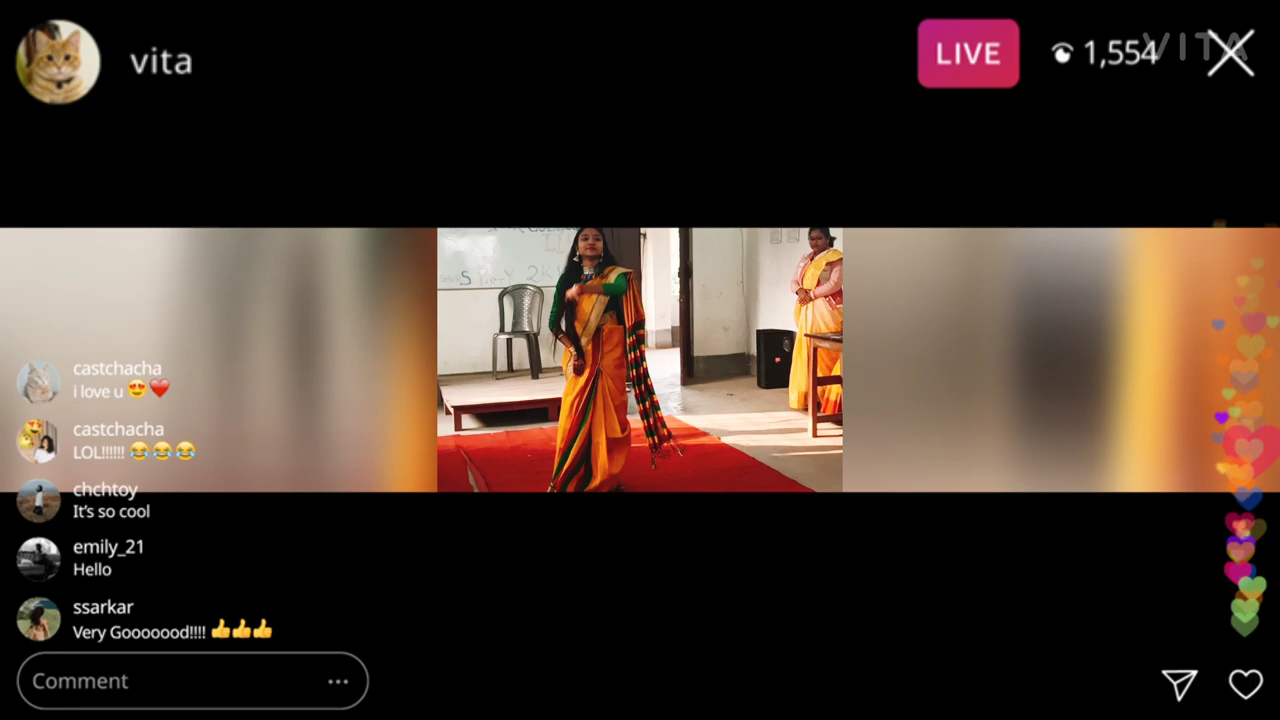 vita
LIVE
1,554
VITA
2K
castchacha
i love u 😍❤️
castchacha
LOL!!!!!! 😂😂😂
chchtoy
It's so cool
emily_21
Hello
ssarkar
Very Gooooood!!!! 👍👍👍
Comment